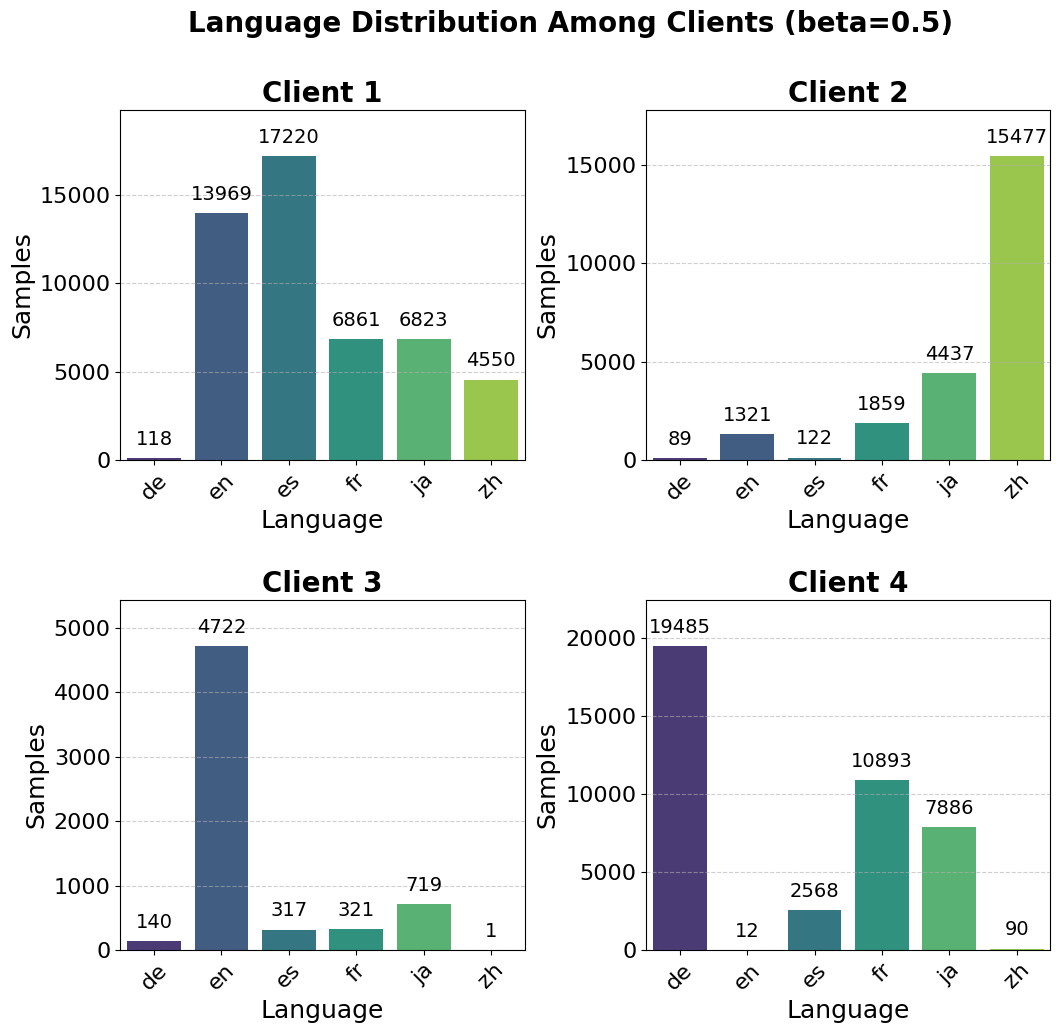 Language Distribution Among Clients (beta=0.5)
Client 1
Samples
15000
10000
5000
0
118
13969
17220
6861
6823
4550
de
en
es
fr
ja
zh
Language
Client 2
Samples
15000
10000
5000
0
89
1321
122
1859
4437
15477
de
en
es
fr
ja
zh
Language
Client 3
Samples
5000
4000
3000
2000
1000
0
140
4722
317
321
719
1
de
en
es
fr
ja
zh
Language
Client 4
Samples
20000
15000
10000
5000
0
19485
12
2568
10893
7886
90
de
en
es
fr
ja
zh
Language